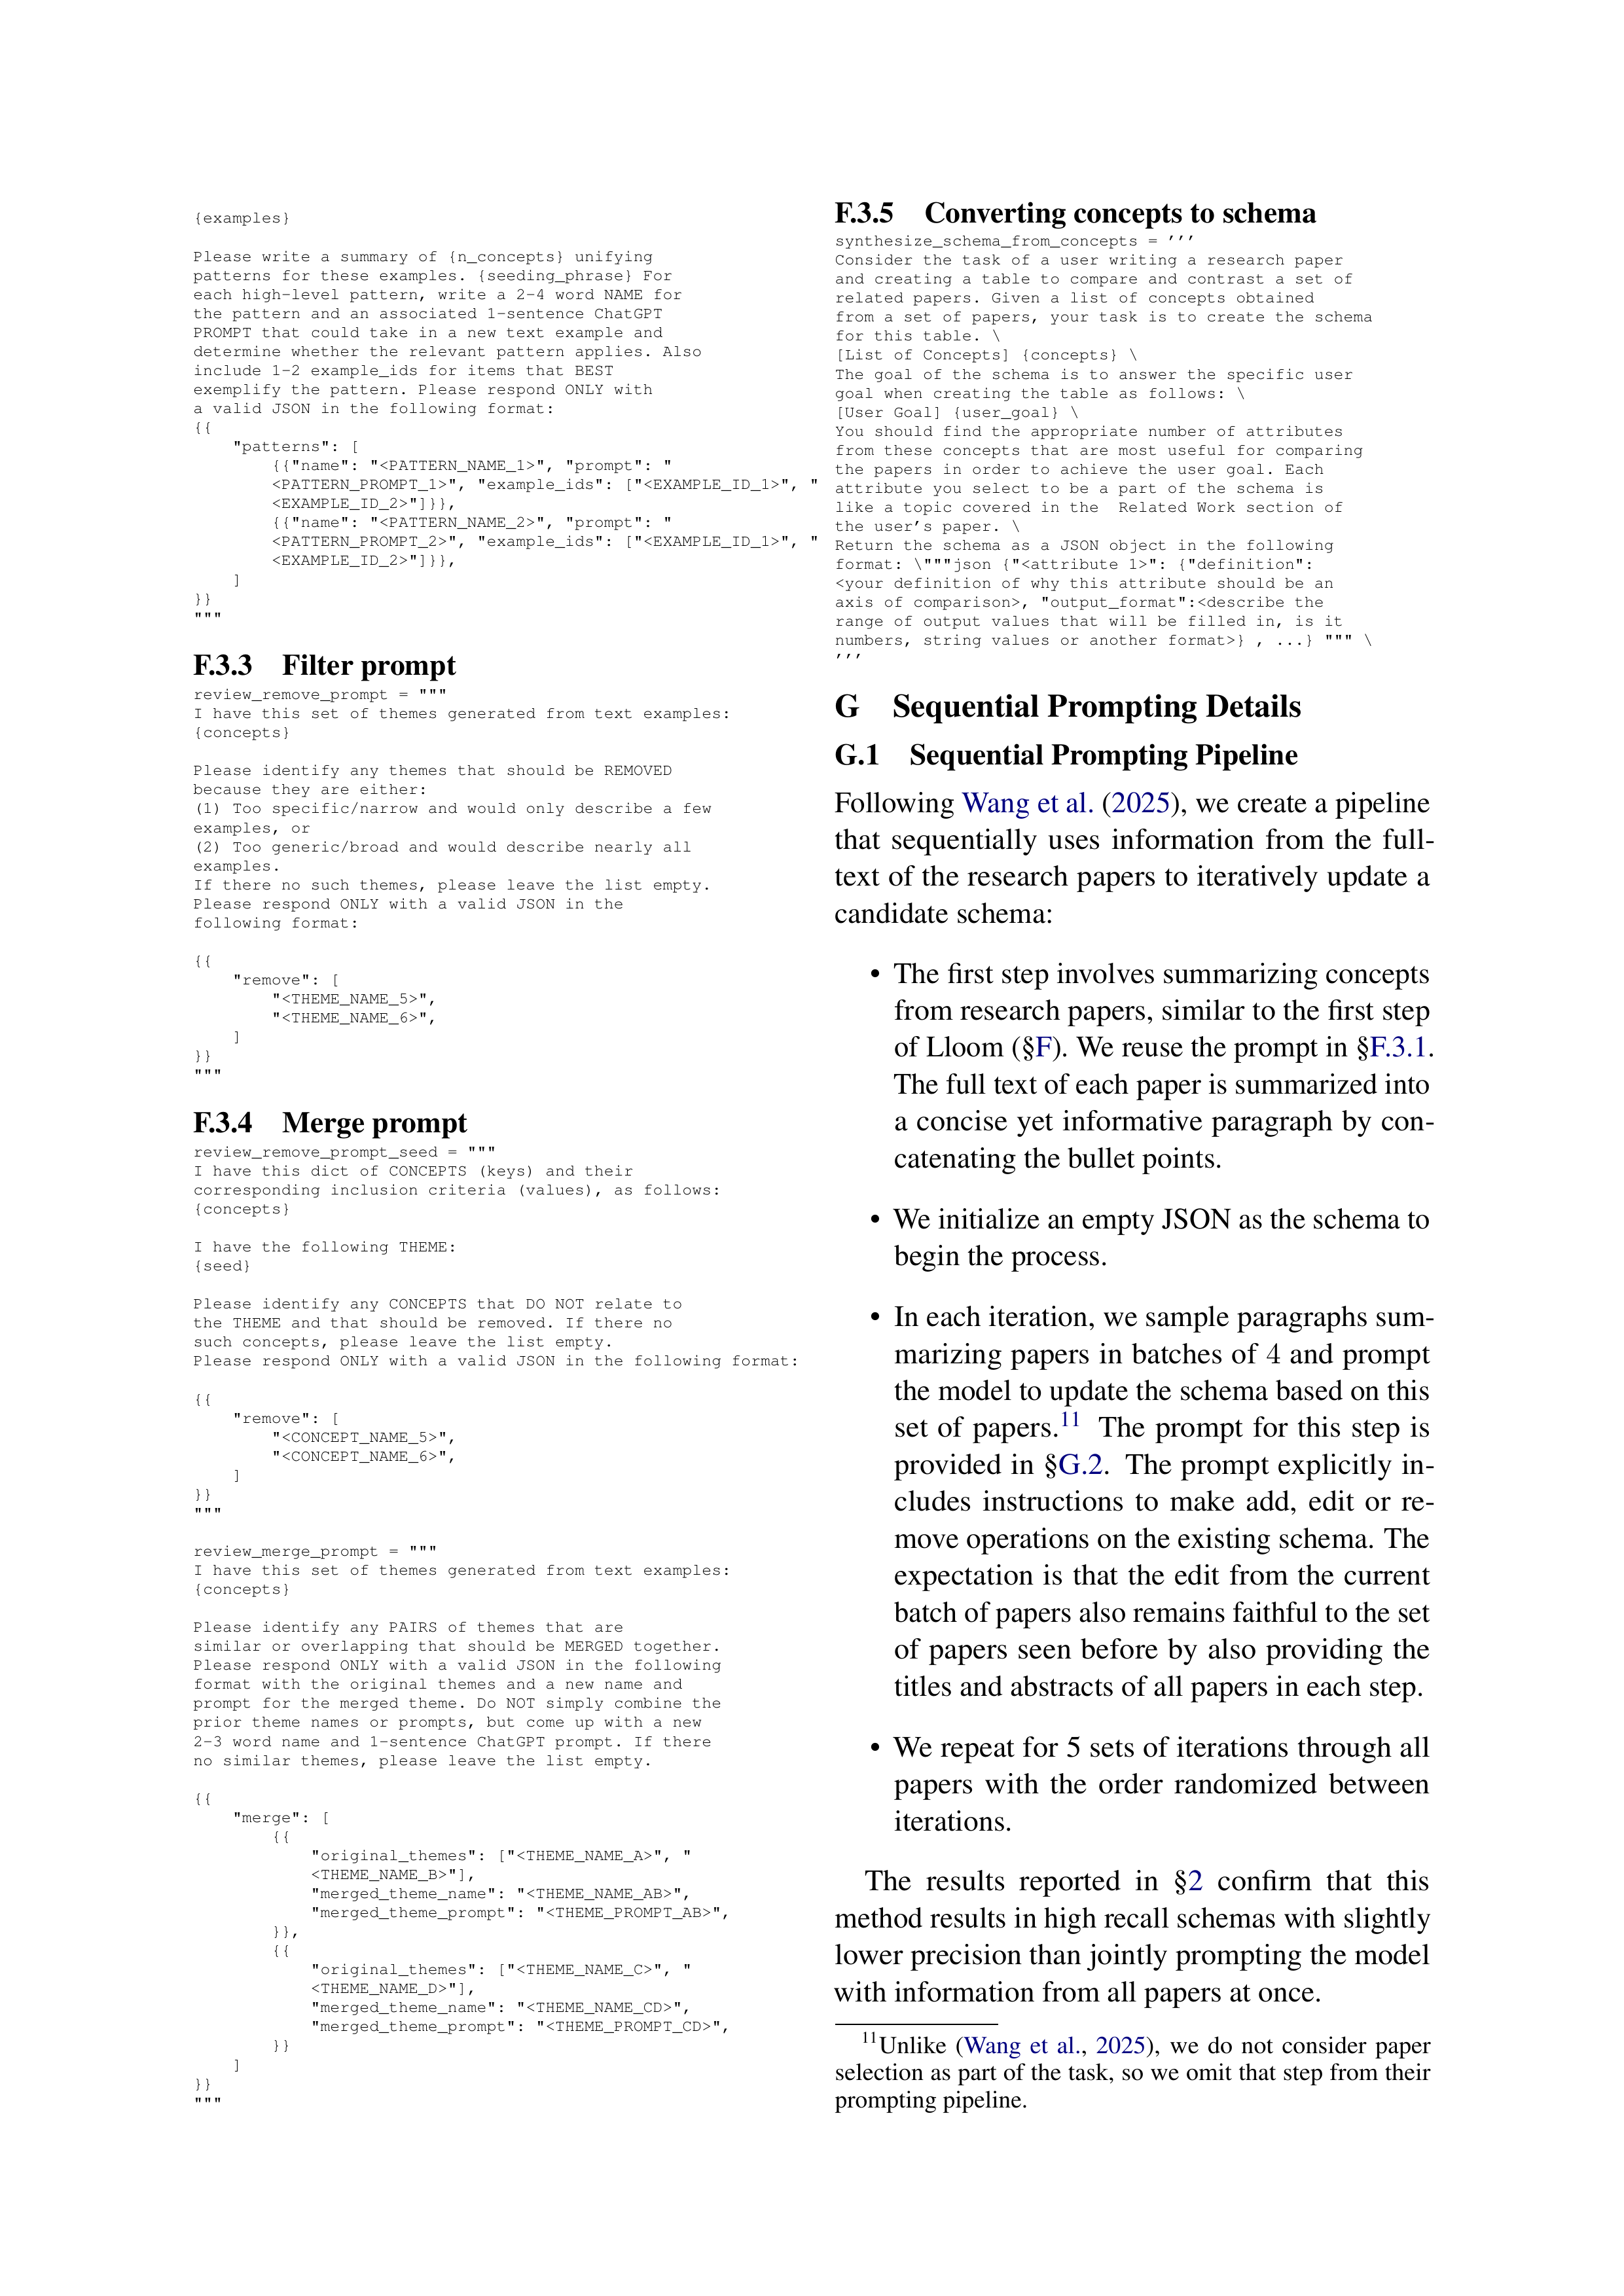 {examples}
Please write a summary of {n_concepts} unifying
patterns for these examples. {seeding_phrase} For
each high-level pattern, write a 2-4 word NAME for
the pattern and an associated 1-sentence ChatGPT
PROMPT that could take in a new text example and
determine whether the relevant pattern applies. Also
include 1-2 example_ids for items that BEST
exemplify the pattern. Please respond ONLY with
a valid JSON in the following format:
{{
    "patterns": [
        {{"name": "<PATTERN_NAME_1>", "prompt": "
        <PATTERN_PROMPT_1>", "example_ids": ["<EXAMPLE_ID_1>", "
        <EXAMPLE_ID_2>"]}},
        {{"name": "<PATTERN_NAME_2>", "prompt": "
        <PATTERN_PROMPT_2>", "example_ids": ["<EXAMPLE_ID_1>", "
        <EXAMPLE_ID_2>"]}},
    ]
}}
"""
F.3.3 Filter prompt
review_remove_prompt = """
I have this set of themes generated from text examples:
{concepts}
Please identify any themes that should be REMOVED
because they are either:
(1) Too specific/narrow and would only describe a few
examples, or
(2) Too generic/broad and would describe nearly all
examples.
If there no such themes, please leave the list empty.
Please respond ONLY with a valid JSON in the
following format:
{{
    "remove": [
        "<THEME_NAME_5>",
        "<THEME_NAME_6>",
    ]
}}
"""
F.3.4 Merge prompt
review_remove_prompt_seed = """
I have this dict of CONCEPTS (keys) and their
corresponding inclusion criteria (values), as follows:
{concepts}
I have the following THEME:
{seed}
Please identify any CONCEPTS that DO NOT relate to
the THEME and that should be removed. If there no
such concepts, please leave the list empty.
Please respond ONLY with a valid JSON in the following format:
{{
    "remove": [
        "<CONCEPT_NAME_5>",
        "<CONCEPT_NAME_6>",
    ]
}}
"""
review_merge_prompt = """
I have this set of themes generated from text examples:
{concepts}
Please identify any PAIRS of themes that are
similar or overlapping that should be MERGED together.
Please respond ONLY with a valid JSON in the following
format with the original themes and a new name and
prompt for the merged theme. Do NOT simply combine the
prior theme names or prompts, but come up with a new
2-3 word name and 1-sentence ChatGPT prompt. If there
no similar themes, please leave the list empty.
{{
    "merge": [
        {{
            "original_themes": ["<THEME_NAME_A>", "
            <THEME_NAME_B>"],
            "merged_theme_name": "<THEME_NAME_AB>",
            "merged_theme_prompt": "<THEME_PROMPT_AB>",
        }},
        {{
            "original_themes": ["<THEME_NAME_C>", "
            <THEME_NAME_D>"],
            "merged_theme_name": "<THEME_NAME_CD>",
            "merged_theme_prompt": "<THEME_PROMPT_CD>",
        }}
    ]
}}
"""
F.3.5 Converting concepts to schema
synthesize_schema_from_concepts = ’’’
Consider the task of a user writing a research paper
and creating a table to compare and contrast a set of
related papers. Given a list of concepts obtained
from a set of papers, your task is to create the schema
for this table. \
[List of Concepts] {concepts} \
The goal of the schema is to answer the specific user
goal when creating the table as follows: \
[User Goal] {user_goal} \
You should find the appropriate number of attributes
from these concepts that are most useful for comparing
the papers in order to achieve the user goal. Each
attribute you select to be a part of the schema is
like a topic covered in the  Related Work section of
the user’s paper. \
Return the schema as a JSON object in the following
format: \"""json {"<attribute 1>": {"definition":
<your definition of why this attribute should be an
axis of comparison>, "output_format":<describe the
range of output values that will be filled in, is it
numbers, string values or another format>} , ...} """ \
’’’
G Sequential Prompting Details
G.1 Sequential Prompting Pipeline
Following Wang et al. (2025), we create a pipeline
that sequentially uses information from the full-
text of the research papers to iteratively update a
candidate schema:
• The first step involves summarizing concepts
from research papers, similar to the first step
of Lloom (§F). We reuse the prompt in §F.3.1.
The full text of each paper is summarized into
a concise yet informative paragraph by con-
catenating the bullet points.
• We initialize an empty JSON as the schema to
begin the process.
• In each iteration, we sample paragraphs sum-
marizing papers in batches of 4 and prompt
the model to update the schema based on this
set of papers.11 The prompt for this step is
provided in §G.2. The prompt explicitly in-
cludes instructions to make add, edit or re-
move operations on the existing schema. The
expectation is that the edit from the current
batch of papers also remains faithful to the set
of papers seen before by also providing the
titles and abstracts of all papers in each step.
• We repeat for 5 sets of iterations through all
papers with the order randomized between
iterations.
The results reported in §2 confirm that this
method results in high recall schemas with slightly
lower precision than jointly prompting the model
with information from all papers at once.
11Unlike (Wang et al., 2025), we do not consider paper
selection as part of the task, so we omit that step from their
prompting pipeline.